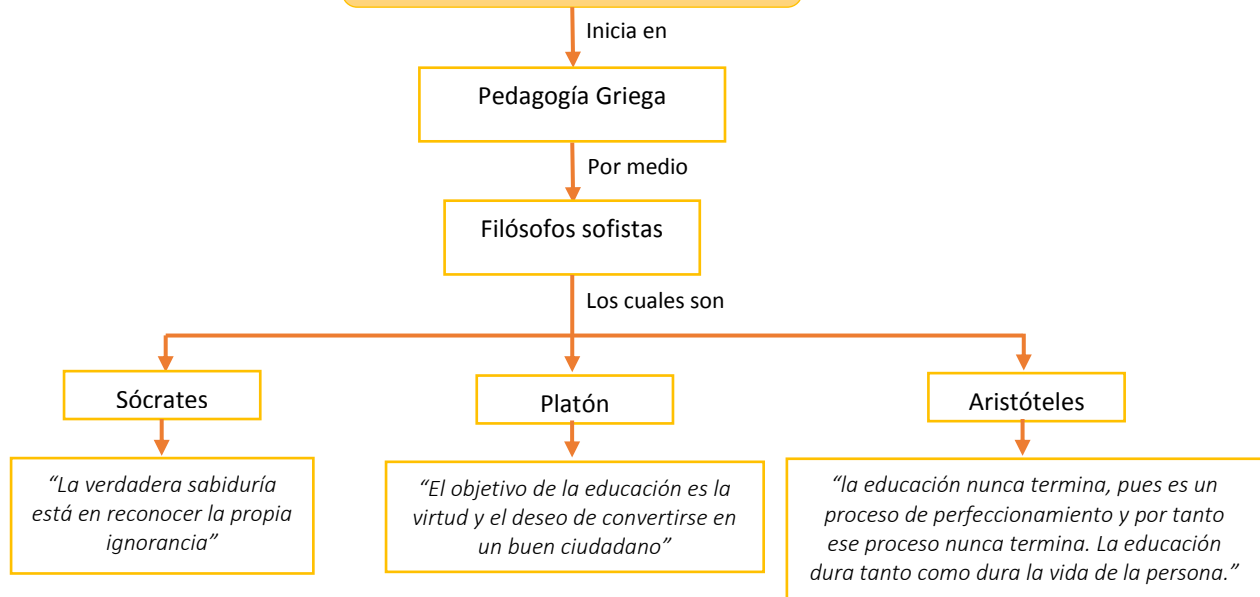 Inicia en
Pedagogía Griega
Por medio
Filósofos sofistas
Los cuales son
Sócrates
Platón
Aristóteles
“La verdadera sabiduría
está en reconocer la propia
ignorancia”
“El objetivo de la educación es la
virtud y el deseo de convertirse en
un buen ciudadano”
“la educación nunca termina, pues es un
proceso de perfeccionamiento y por tanto
ese proceso nunca termina. La educación
dura tanto como dura la vida de la persona.”